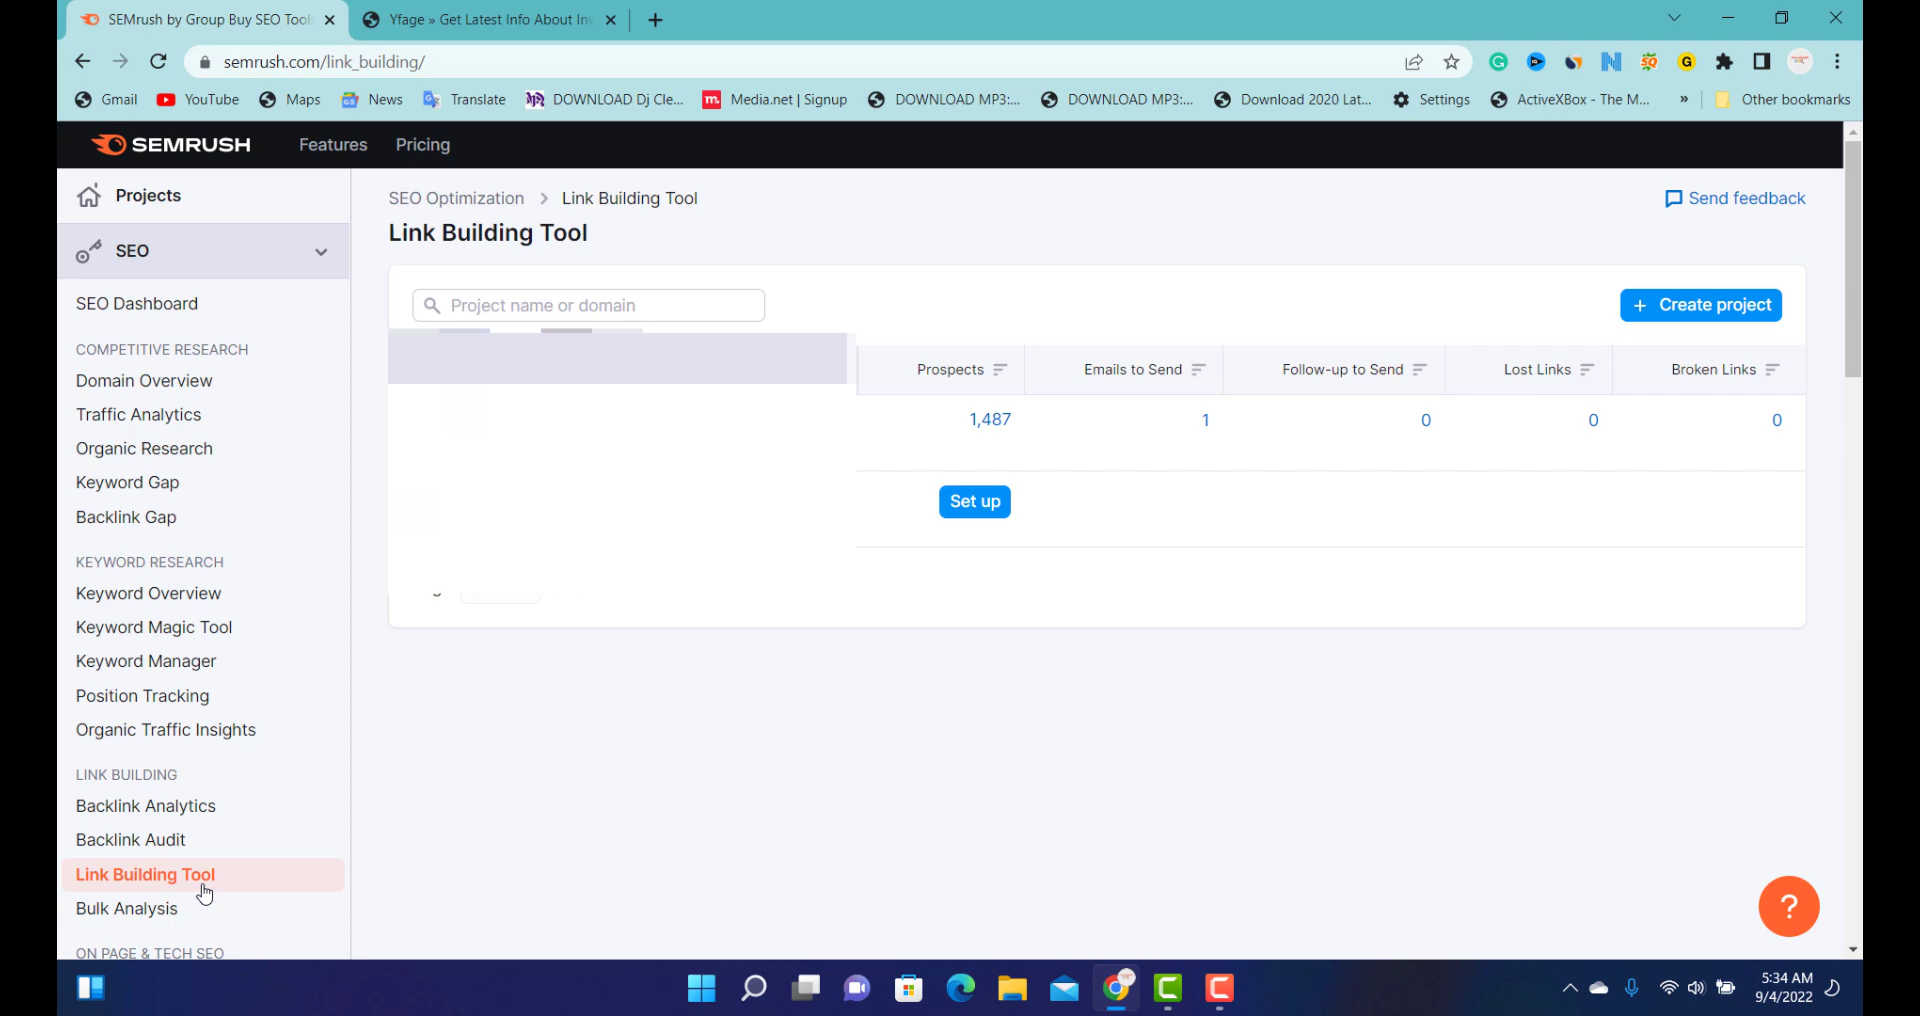 SEMrush by Group Buy SEO Tools
Yfage » Get Latest Info About Inv
semrush.com/link_building/
Gmail
YouTube
Maps
News
Translate
DOWNLOAD Dj Cle...
Media.net | Signup
DOWNLOAD MP3:...
DOWNLOAD MP3:...
Download 2020 Lat...
Settings
ActiveXBox - The M...
»
Other bookmarks
SEMRUSH
Features
Pricing
Projects
SEO
SEO Dashboard
COMPETITIVE RESEARCH
Domain Overview
Traffic Analytics
Organic Research
Keyword Gap
Backlink Gap
KEYWORD RESEARCH
Keyword Overview
Keyword Magic Tool
Keyword Manager
Position Tracking
Organic Traffic Insights
LINK BUILDING
Backlink Analytics
Backlink Audit
Link Building Tool
Bulk Analysis
ON PAGE & TECH SEO
SEO Optimization > Link Building Tool
Send feedback
Link Building Tool
Project name or domain
+ Create project
Prospects
Emails to Send
Follow-up to Send
Lost Links
Broken Links
1,487
1
0
0
0
Set up
?
5:34 AM
9/4/2022